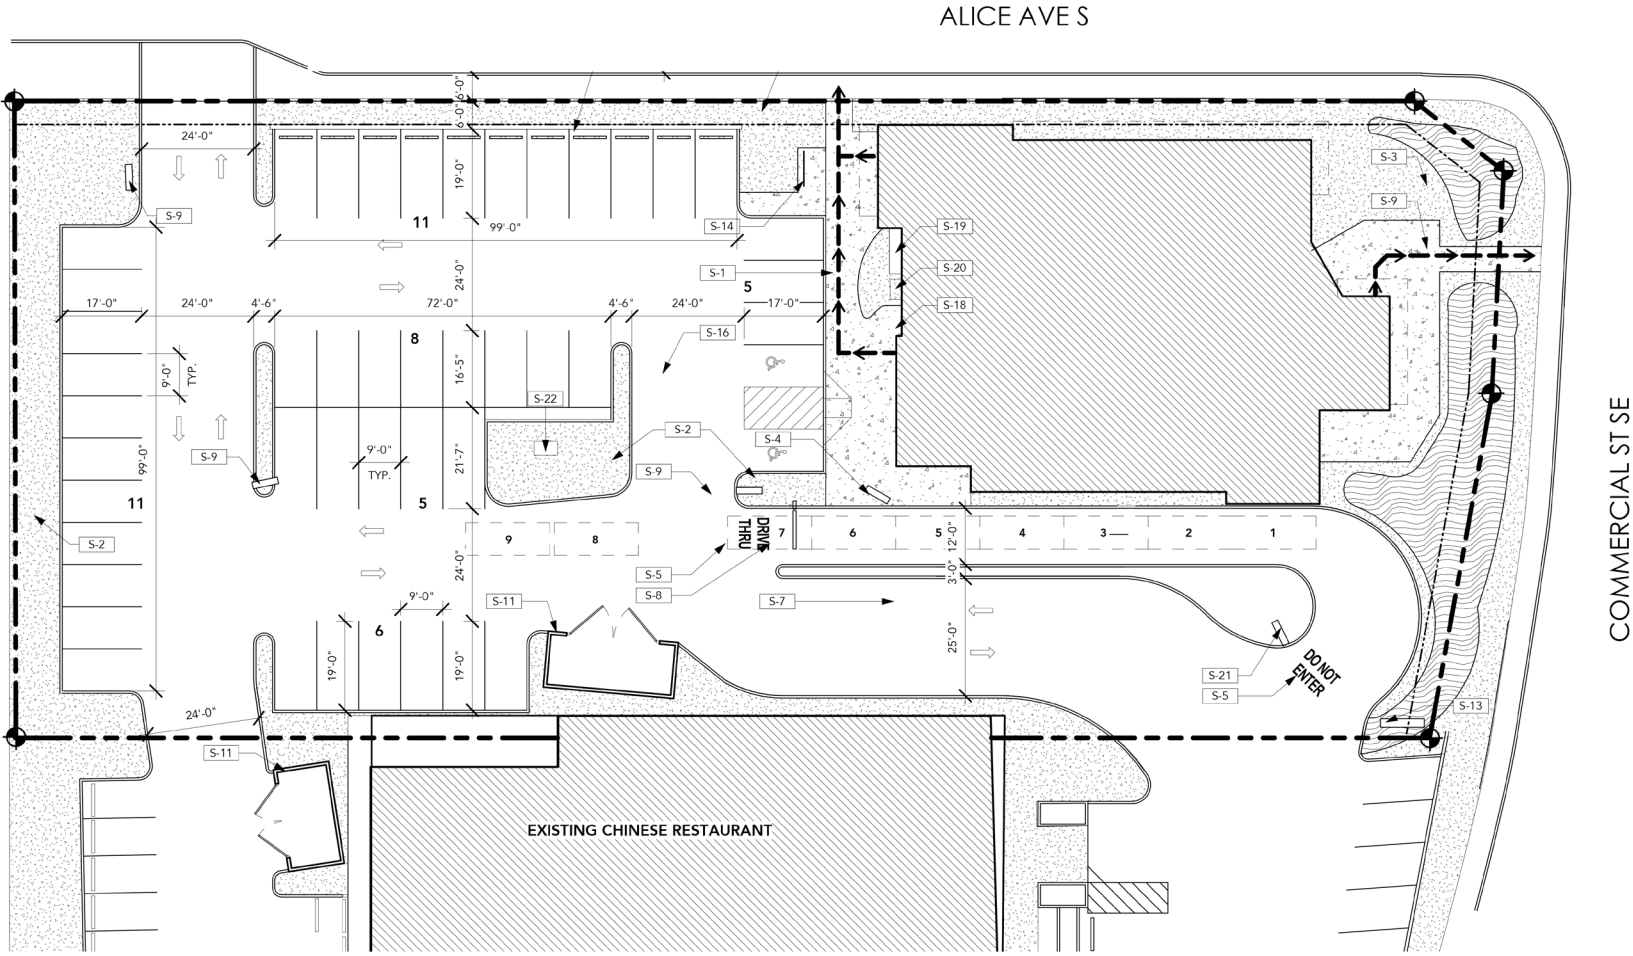 ALICE AVE S
6'-0"
6'-0"
24'-0"
19'-0"
S-3
S-9
S-9
11
99'-0"
S-14
S-19
S-1
S-20
24'-0"
5
17'-0"
24'-0"
4'-6"
72'-0"
4'-6"
24'-0"
17'-0"
S-18
8
S-16
9'-0"
TYP.
16'-5"
S-22
COMMERCIAL ST SE
S-2
S-4
9'-0"
TYP.
S-9
99'-0"
21'-7"
S-9
11
5
S-2
9
8
DRIVE
THRU
7
6
5
4
3
2
1
12'-0"
3'-0"
24'-0"
S-5
S-8
S-7
9'-0"
S-11
6
25'-0"
19'-0"
19'-0"
DO NOT
ENTER
S-21
S-5
S-13
24'-0"
S-11
EXISTING CHINESE RESTAURANT